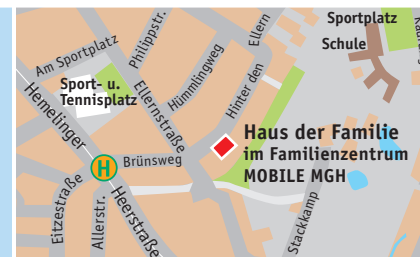 Sportplatz
Schule
Am Sportplatz
Philippstr.
Ellern
Hümmlingweg
Hinter den
Sport- u.
Tennisplatz
Ellernstraße
Hemelinger
Haus der Familie
im Familienzentrum
MOBILE MGH
Brünsweg
H
Heerstraße
Eitzestraße
Allerstr.
Stackkamp